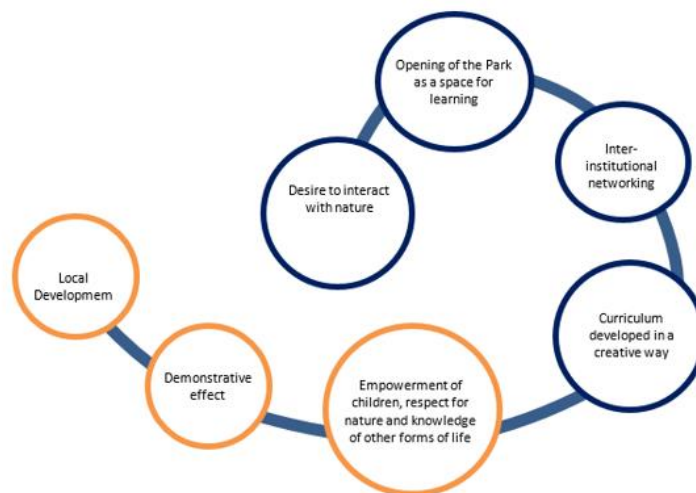 Opening of the Park
as a space for
learning
Inter-
institutional
networking
Desire to interact
with nature
Local
Developmem
Curriculum
developed in a
creative way
Demonstrative
effect
Empowerment of
children, respect for
nature and knowledge
of other forms of life